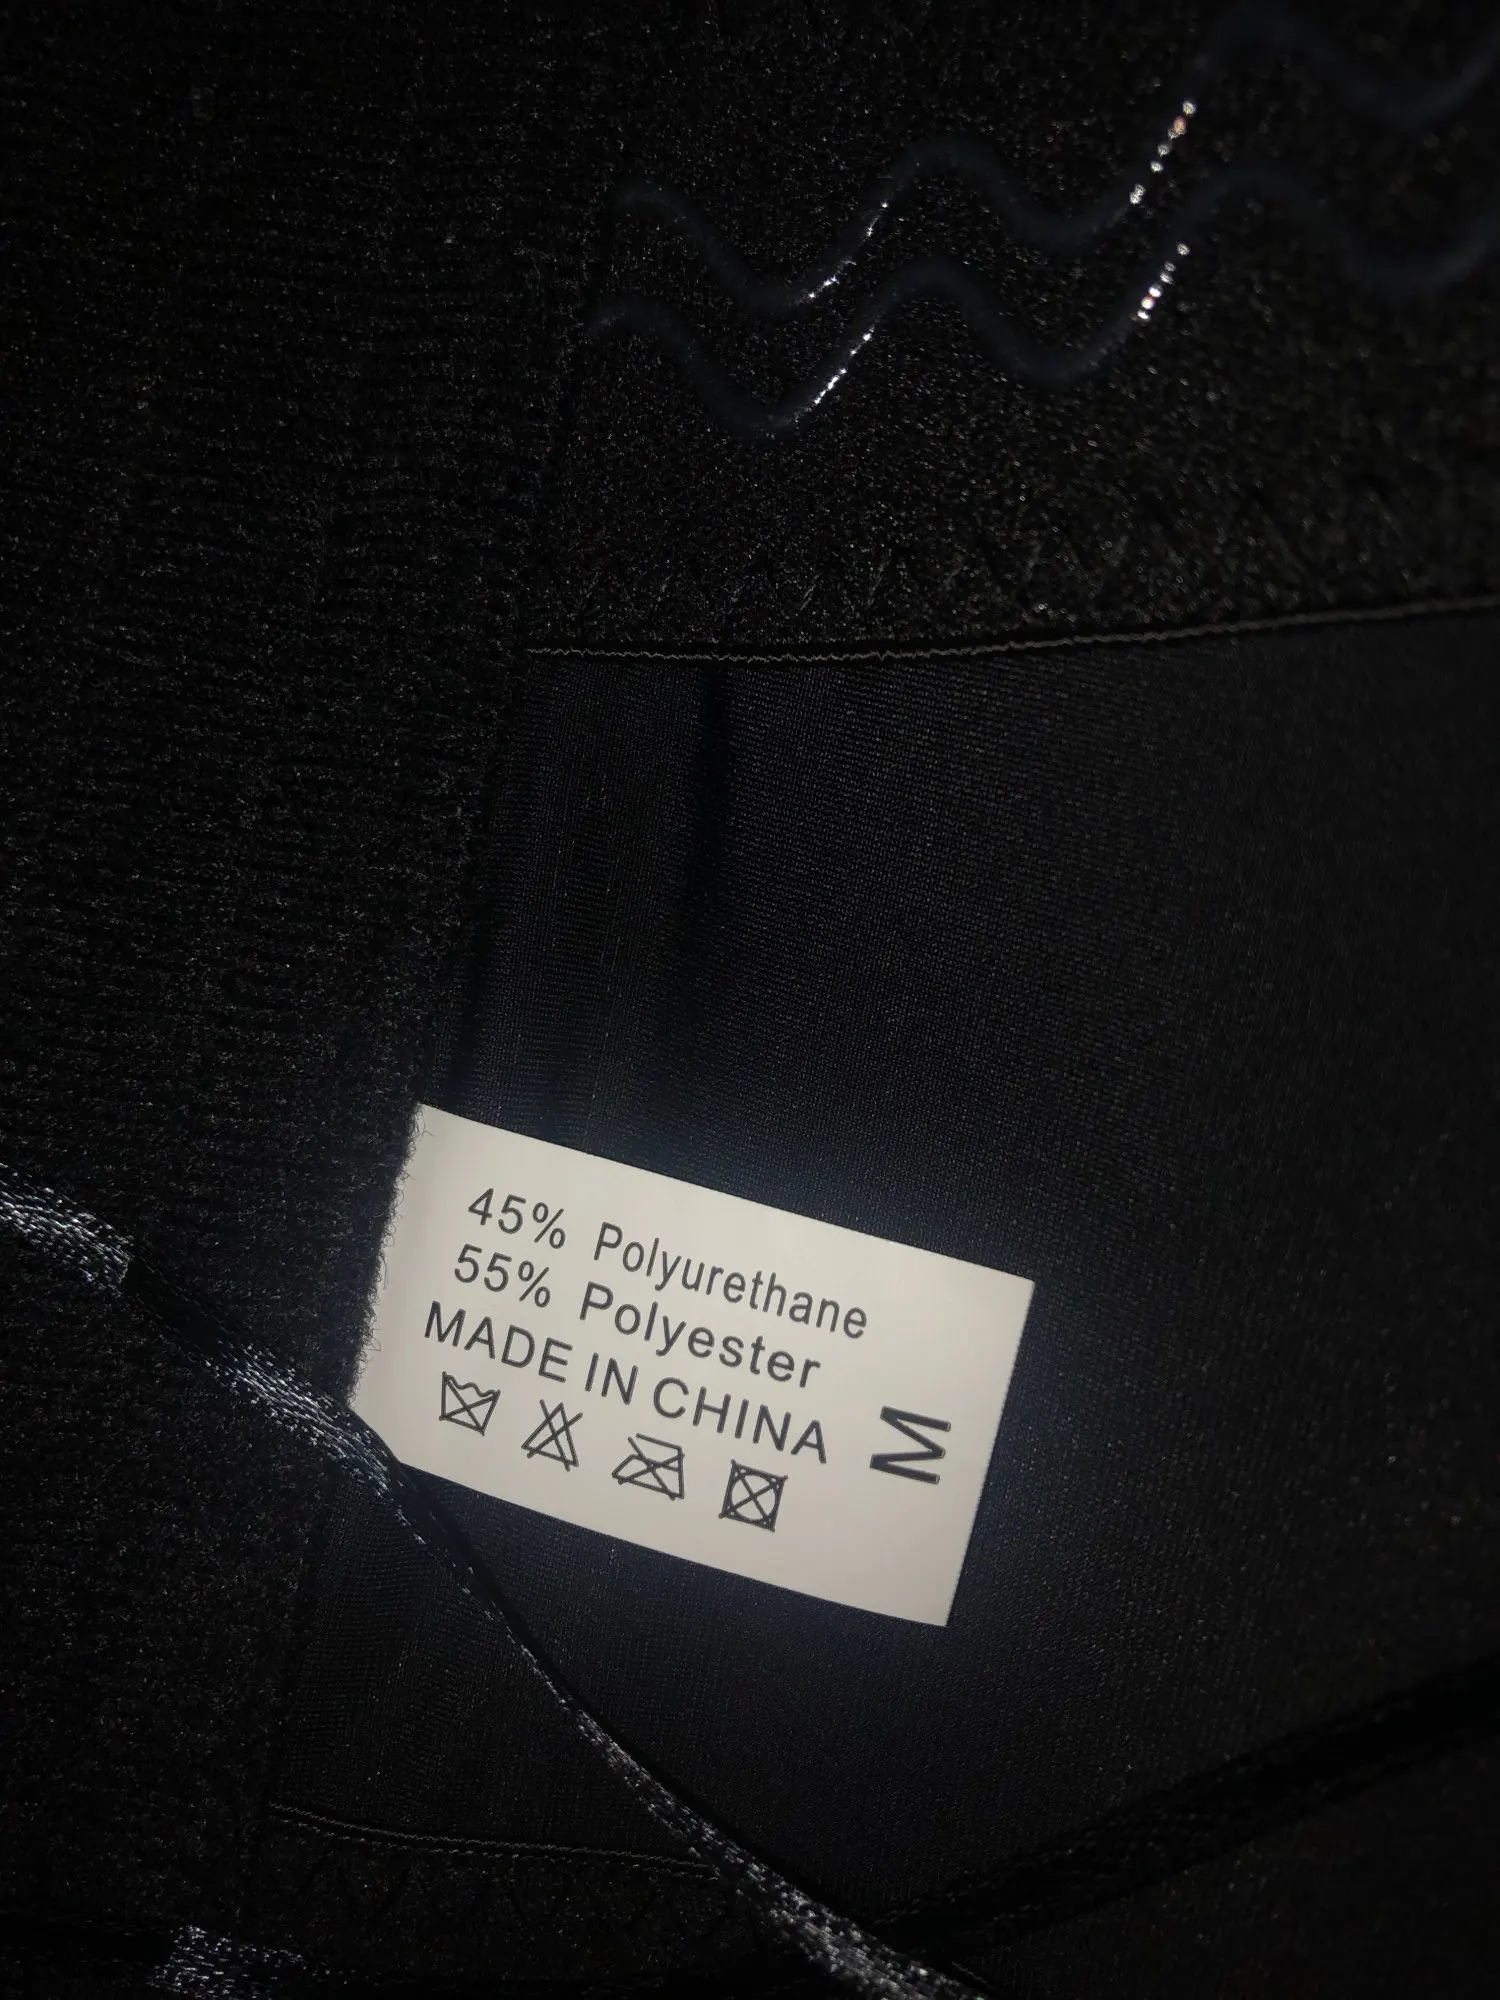 45% Polyurethane
55% Polyester
MADE IN CHINA
M